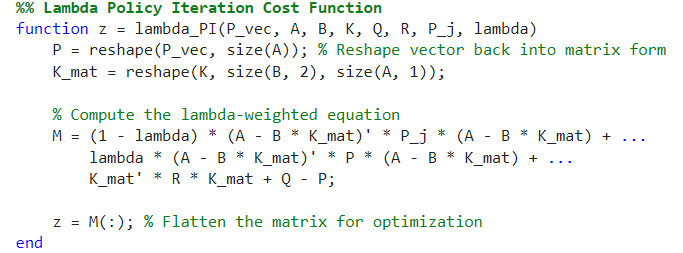 %% Lambda Policy Iteration Cost Function
function z = lambda_PI(P_vec, A, B, K, Q, R, P_j, lambda)
    P = reshape(P_vec, size(A)); % Reshape vector back into matrix form
    K_mat = reshape(K, size(B, 2), size(A, 1));

    % Compute the lambda-weighted equation
    M = (1 - lambda) * (A - B * K_mat)' * P_j * (A - B * K_mat) + ...
        lambda * (A - B * K_mat)' * P * (A - B * K_mat) + ...
        K_mat' * R * K_mat + Q - P;

    z = M(:); % Flatten the matrix for optimization
end